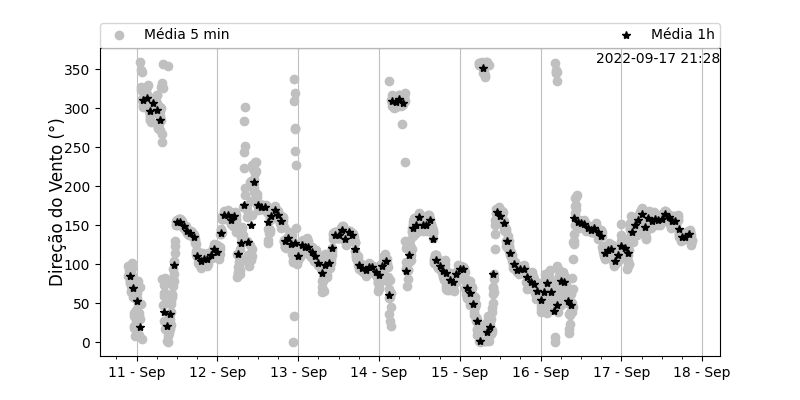 Média 5 min
Média 1h
2022-09-17 21:28
Direção do Vento (°)
350
300
250
200
150
100
50
0
11 - Sep
12 - Sep
13 - Sep
14 - Sep
15 - Sep
16 - Sep
17 - Sep
18 - Sep